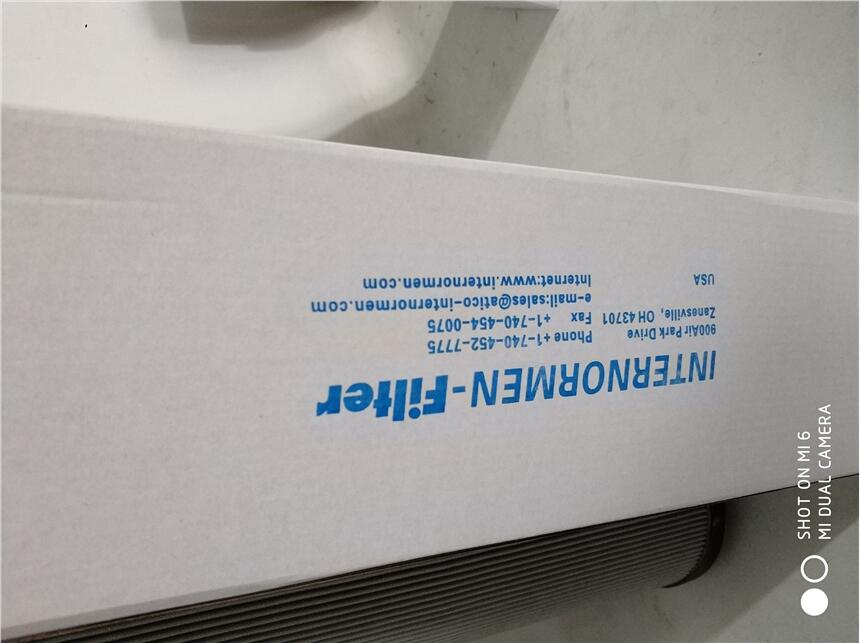 INTERNORMEN-Filter
900Air Park Drive
Zanesville, OH 43701
USA
Phone +1-740-452-7775
Fax +1-740-454-0075
e-mail:sales@atico-internormen.com
Internet:www.internormen.com
SHOT ON MI 6
MI DUAL CAMERA